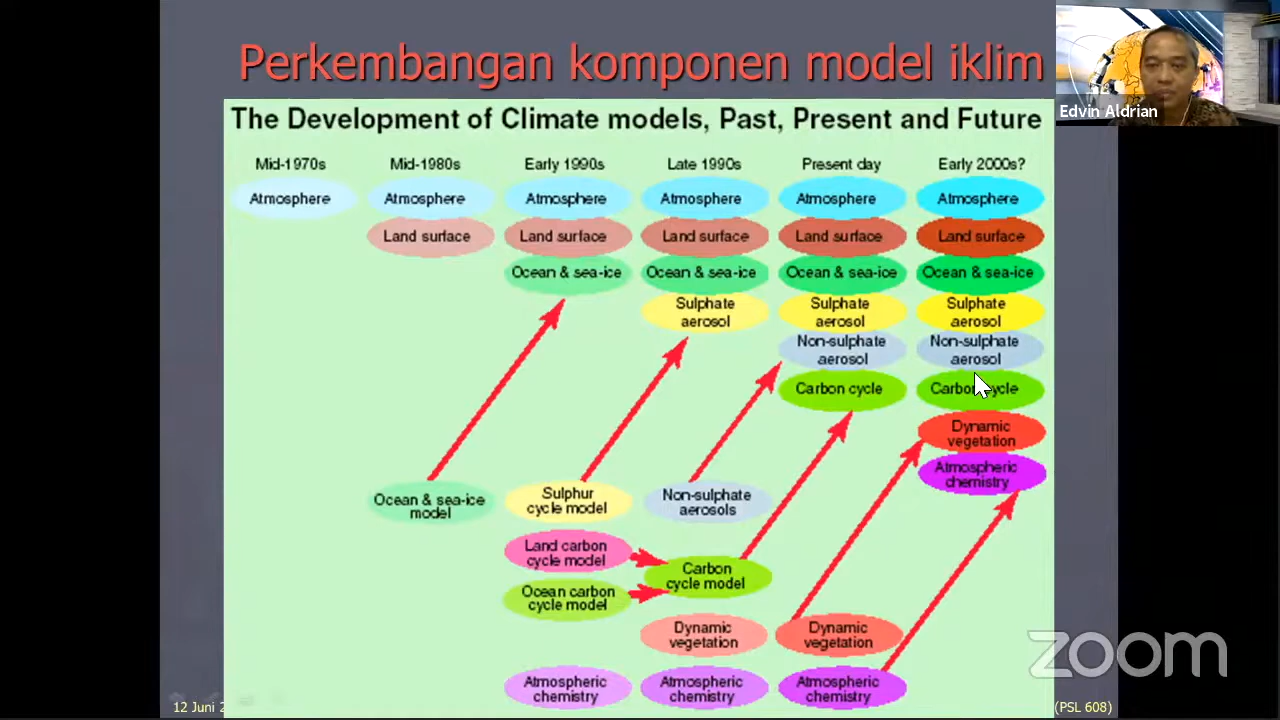 Perkembangan komponen model iklim
Edvin Aldrian
The Development of Climate models, Past, Present and Future
Mid-1970s Mid-1980s Early 1990s Late 1990s Present day Early 2000s?
Atmosphere Atmosphere Atmosphere Atmosphere Atmosphere Atmosphere
Land surface Land surface Land surface Land surface Land surface
Ocean & sea-ice Ocean & sea-ice Ocean & sea-ice Ocean & sea-ice
Sulphate Sulphate Sulphate
aerosol aerosol aerosol
Non-sulphate Non-sulphate
aerosol aerosol
Carbon cycle Carbon cycle
Dynamic
vegetation
Atmospheric
chemistry
Ocean & sea-ice Sulphur Non-sulphate
model cycle model aerosols
Land carbon
cycle model
Carbon
cycle model
Ocean carbon
cycle model
Dynamic Dynamic
vegetation vegetation
Atmospheric Atmospheric Atmospheric
chemistry chemistry chemistry
zoom
12 Juni 2 (PSL 608)